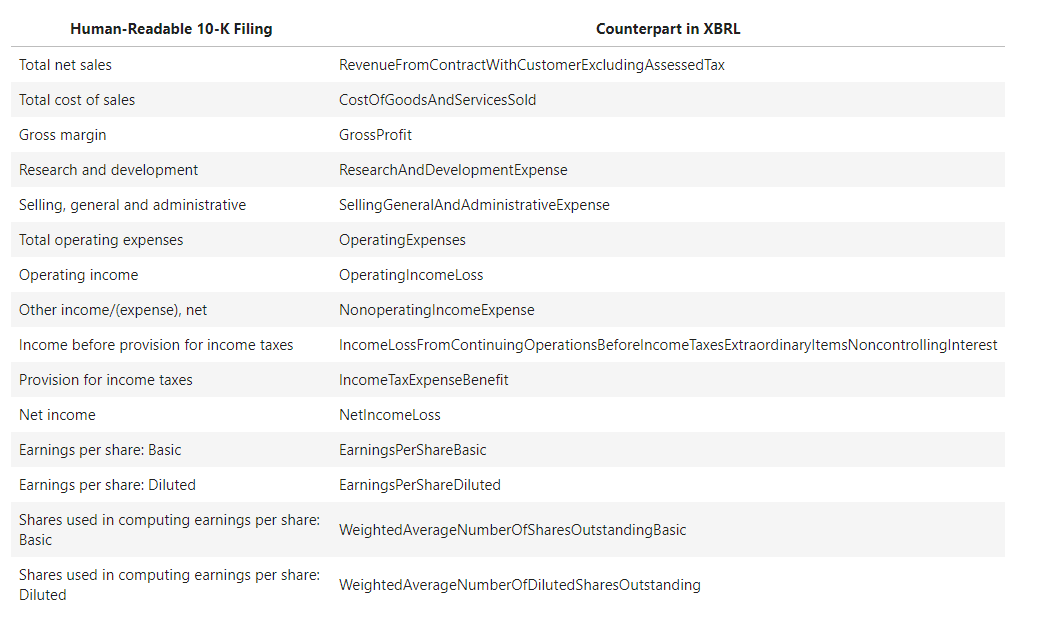 Human-Readable 10-K Filing Counterpart in XBRL
Total net sales RevenueFromContractWithCustomerExcludingAssessedTax
Total cost of sales CostOfGoodsAndServicesSold
Gross margin GrossProfit
Research and development ResearchAndDevelopmentExpense
Selling, general and administrative SellingGeneralAndAdministrativeExpense
Total operating expenses OperatingExpenses
Operating income OperatingIncomeLoss
Other income/(expense), net NonoperatingIncomeExpense
Income before provision for income taxes IncomeLossFromContinuingOperationsBeforeIncomeTaxesExtraordinaryItemsNoncontrollingInterest
Provision for income taxes IncomeTaxExpenseBenefit
Net income NetIncomeLoss
Earnings per share: Basic EarningsPerShareBasic
Earnings per share: Diluted EarningsPerShareDiluted
Shares used in computing earnings per share:
Basic
WeightedAverageNumberOfSharesOutstandingBasic
Shares used in computing earnings per share:
Diluted
WeightedAverageNumberOfDilutedSharesOutstanding